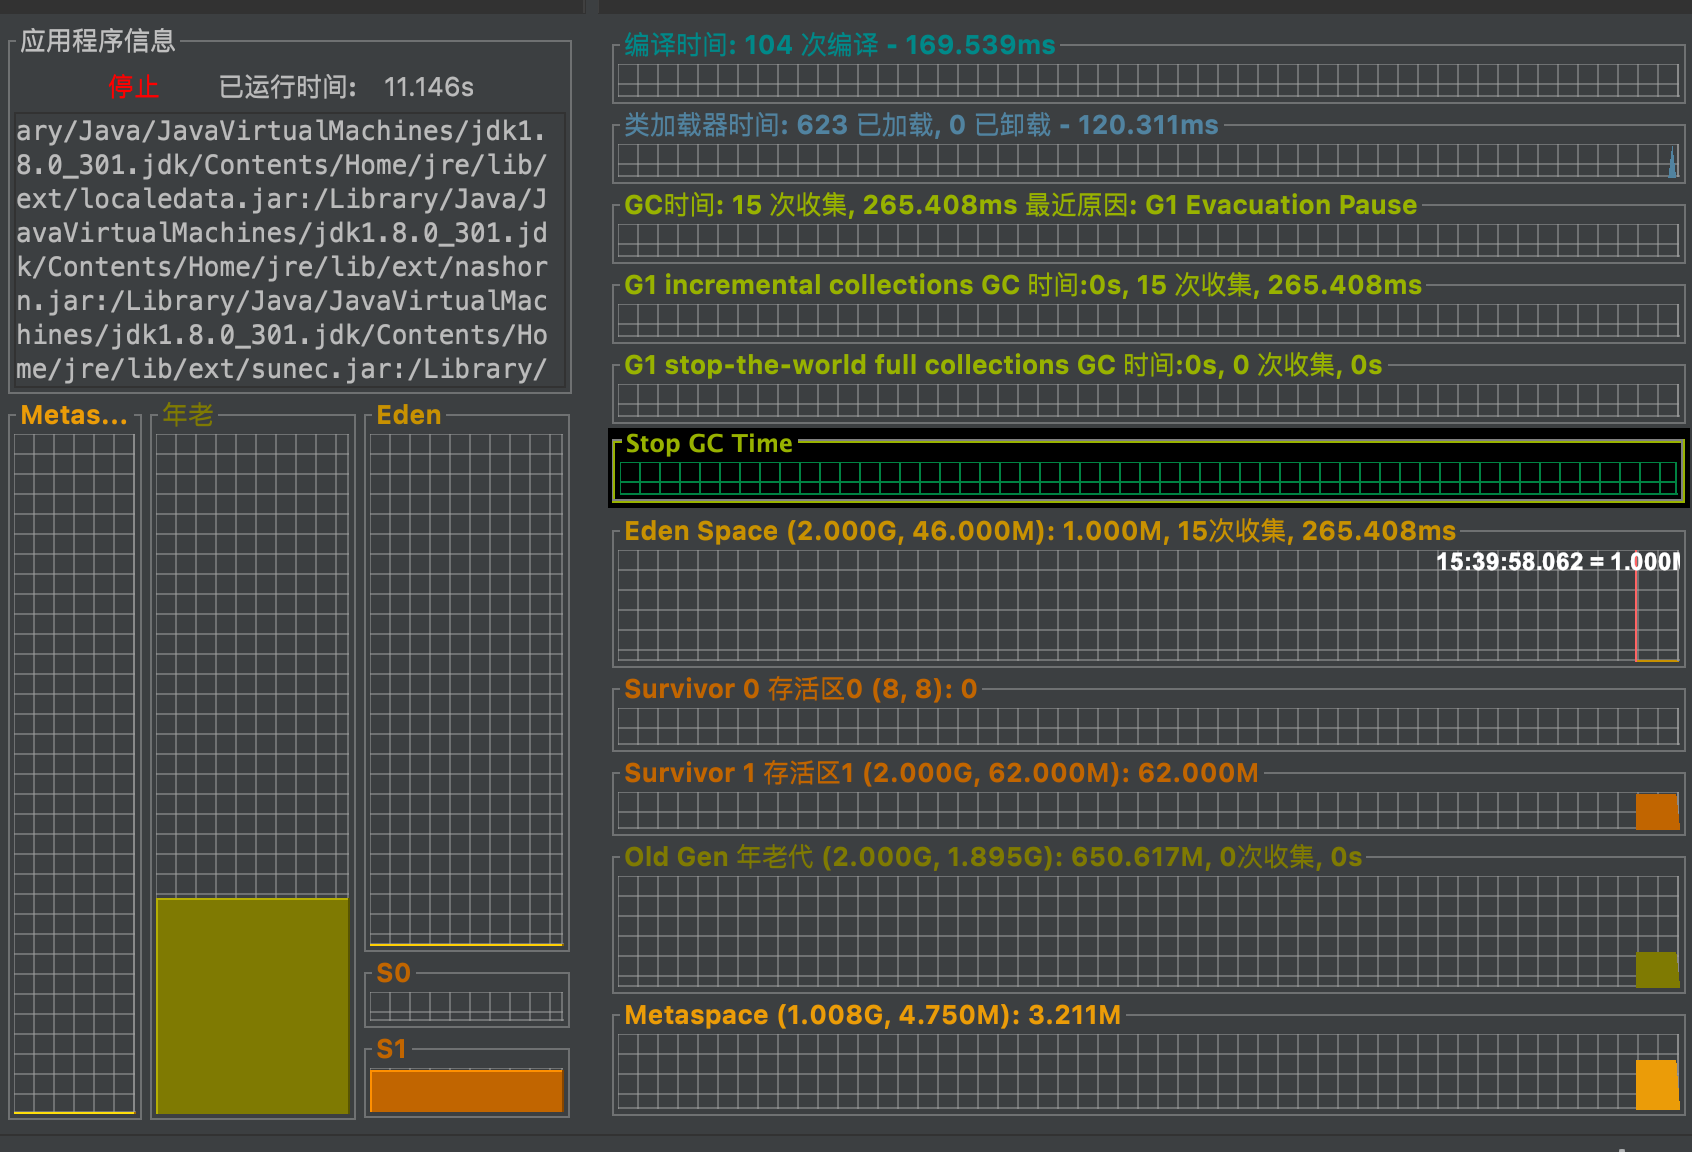 应用程序信息
停止 已运行时间: 11.146s
ary/Java/JavaVirtualMachines/jdk1.
8.0_301.jdk/Contents/Home/jre/lib/
ext/localedata.jar:/Library/Java/J
avaVirtualMachines/jdk1.8.0_301.jd
k/Contents/Home/jre/lib/ext/nashor
n.jar:/Library/Java/JavaVirtualMac
hines/jdk1.8.0_301.jdk/Contents/Ho
me/jre/lib/ext/sunec.jar:/Library/
Metas...
年老
Eden
S0
S1
编译时间: 104 次编译 - 169.539ms
类加载器时间: 623 已加载, 0 已卸载 - 120.311ms
GC时间: 15 次收集, 265.408ms 最近原因: G1 Evacuation Pause
G1 incremental collections GC 时间:0s, 15 次收集, 265.408ms
G1 stop-the-world full collections GC 时间:0s, 0 次收集, 0s
Stop GC Time
Eden Space (2.000G, 46.000M): 1.000M, 15次收集, 265.408ms
15:39:58.062 = 1.000M
Survivor 0 存活区0 (8, 8): 0
Survivor 1 存活区1 (2.000G, 62.000M): 62.000M
Old Gen 年老代 (2.000G, 1.895G): 650.617M, 0次收集, 0s
Metaspace (1.008G, 4.750M): 3.211M